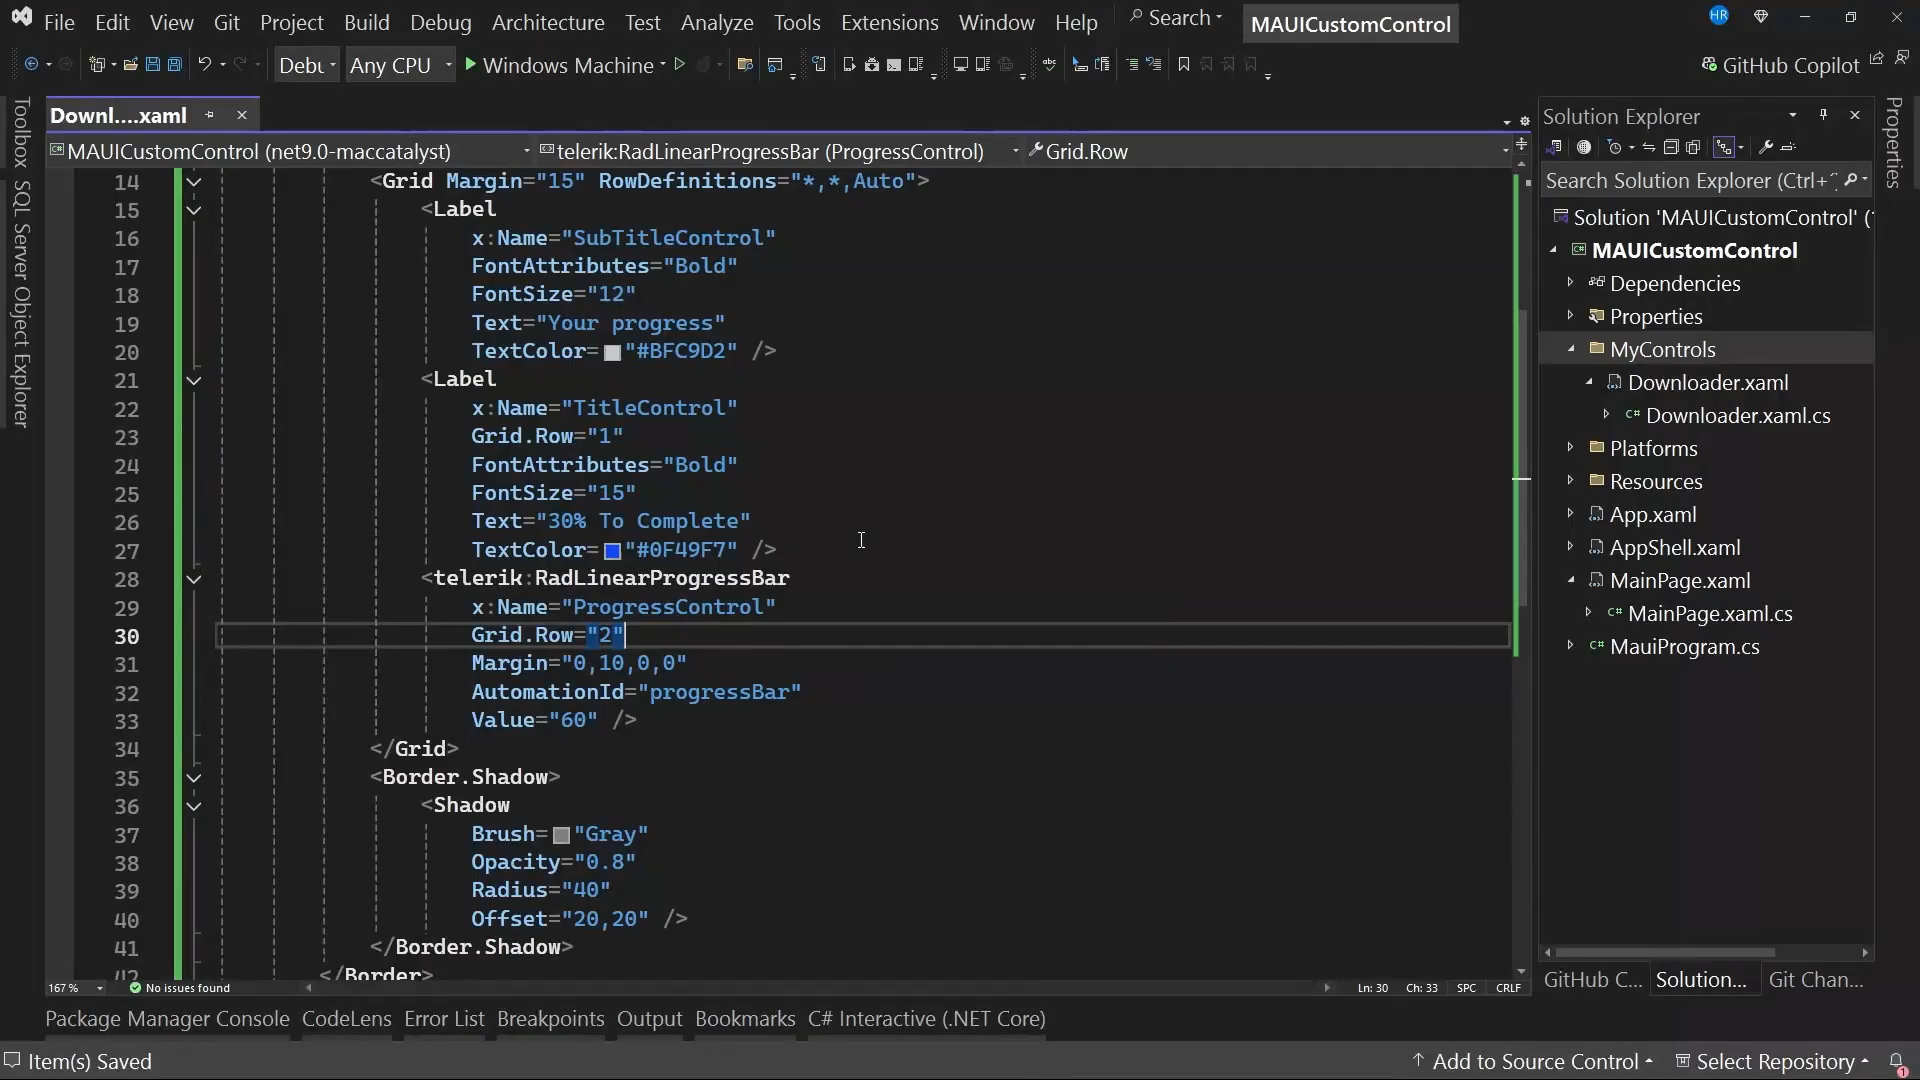 File Edit View Git Project Build Debug Architecture Test Analyze Tools Extensions Window Help Search MAUICustomControl HR
Debu Any CPU Windows Machine GitHub Copilot
Downl....xaml
MAUICustomControl (net9.0-maccatalyst) telerik:RadLinearProgressBar (ProgressControl) Grid.Row
14 <Grid Margin="15" RowDefinitions="*,*,Auto">
15 <Label
16 x:Name="SubTitleControl"
17 FontAttributes="Bold"
18 FontSize="12"
19 Text="Your progress"
20 TextColor="#BFC9D2" />
21 <Label
22 x:Name="TitleControl"
23 Grid.Row="1"
24 FontAttributes="Bold"
25 FontSize="15"
26 Text="30% To Complete"
27 TextColor="#0F49F7" />
28 <telerik:RadLinearProgressBar
29 x:Name="ProgressControl"
30 Grid.Row="2"
31 Margin="0,10,0,0"
32 AutomationId="progressBar"
33 Value="60" />
34 </Grid>
35 <Border.Shadow>
36 <Shadow
37 Brush="Gray"
38 Opacity="0.8"
39 Radius="40"
40 Offset="20,20" />
41 </Border.Shadow>
42 </Border>
167 % No issues found Ln: 30 Ch: 33 SPC CRLF
Toolbox
SQL Server Object Explorer
Solution Explorer
Search Solution Explorer (Ctrl+
Solution 'MAUICustomControl' (
MAUICustomControl
Dependencies
Properties
MyControls
Downloader.xaml
Downloader.xaml.cs
Platforms
Resources
App.xaml
AppShell.xaml
MainPage.xaml
MainPage.xaml.cs
MauiProgram.cs
GitHub C... Solution... Git Chan...
Properties
Package Manager Console CodeLens Error List Breakpoints Output Bookmarks C# Interactive (.NET Core)
Item(s) Saved Add to Source Control Select Repository 1